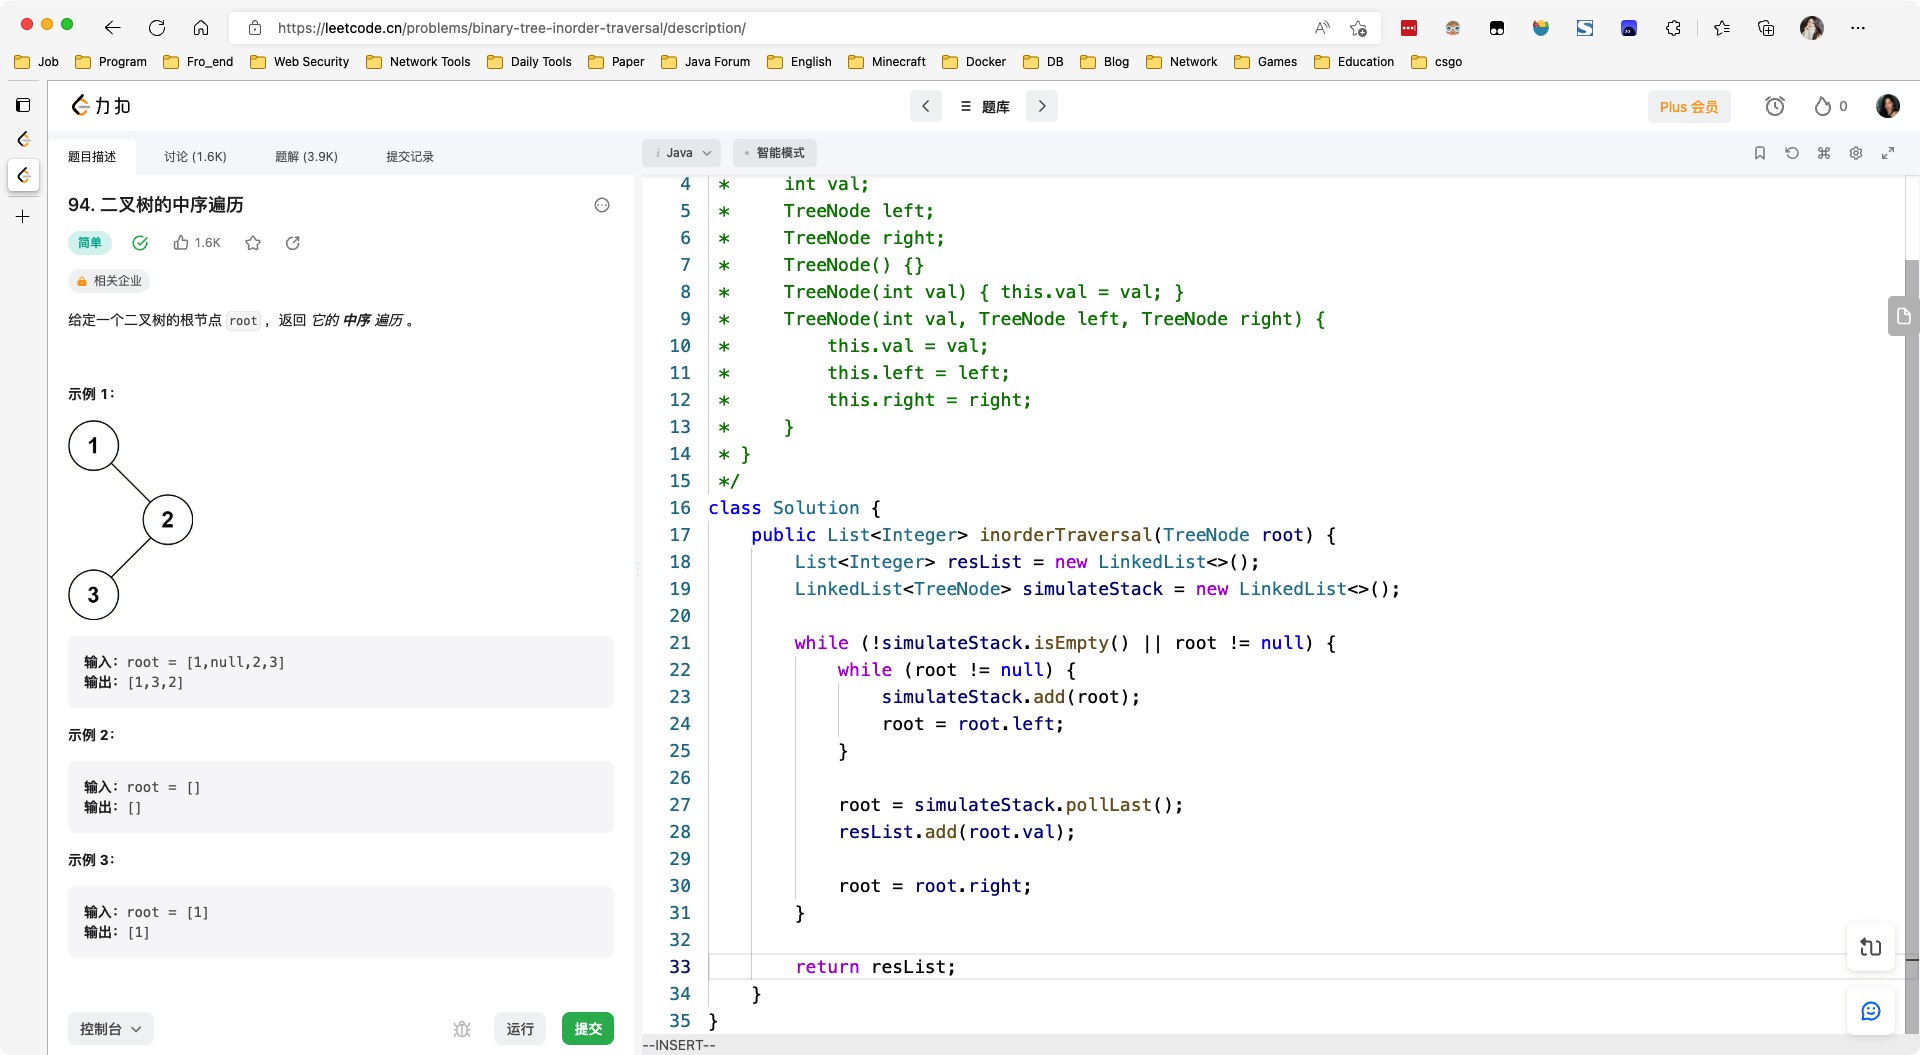 https://leetcode.cn/problems/binary-tree-inorder-traversal/description/
Job Program Fro_end Web Security Network Tools Daily Tools Paper Java Forum English Minecraft Docker DB Blog Network Games Education csgo
力扣
题库
Plus 会员
0
题目描述 讨论 (1.6K) 题解 (3.9K) 提交记录
94. 二叉树的中序遍历
简单 1.6K
相关企业
给定一个二叉树的根节点 root ，返回 它的 中序 遍历 。
示例 1：
1
2
3
输入：root = [1,null,2,3]
输出：[1,3,2]
示例 2：
输入：root = []
输出：[]
示例 3：
输入：root = [1]
输出：[1]
控制台
运行
提交
i Java
智能模式
4 *     int val;
5 *     TreeNode left;
6 *     TreeNode right;
7 *     TreeNode() {}
8 *     TreeNode(int val) { this.val = val; }
9 *     TreeNode(int val, TreeNode left, TreeNode right) {
10 *         this.val = val;
11 *         this.left = left;
12 *         this.right = right;
13 *     }
14 * }
15 */
16 class Solution {
17     public List<Integer> inorderTraversal(TreeNode root) {
18         List<Integer> resList = new LinkedList<>();
19         LinkedList<TreeNode> simulateStack = new LinkedList<>();
20
21         while (!simulateStack.isEmpty() || root != null) {
22             while (root != null) {
23                 simulateStack.add(root);
24                 root = root.left;
25             }
26
27             root = simulateStack.pollLast();
28             resList.add(root.val);
29
30             root = root.right;
31         }
32
33         return resList;
34     }
35 }
--INSERT--